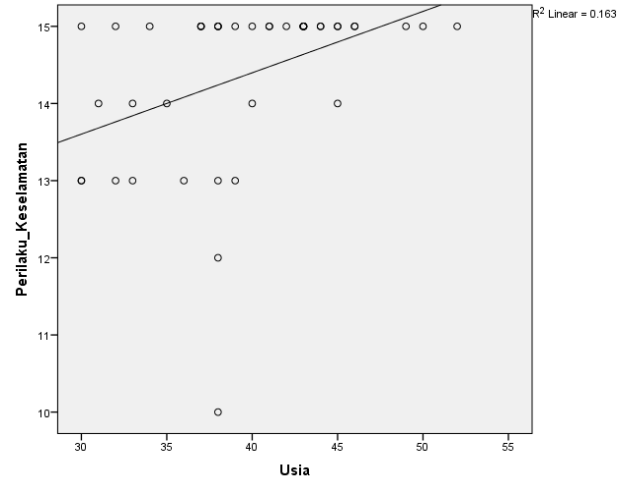 R² Linear = 0.163
15
14
13
12
11
10
Perilaku_Keselamatan
30 35 40 45 50 55
Usia